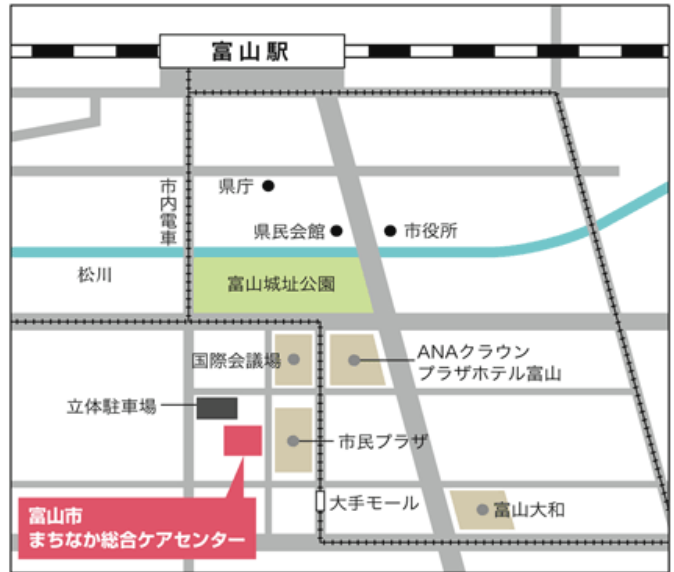 富山駅
市内電車
県庁
県民会館
市役所
松川
富山城址公園
国際会議場
ANAクラウン
プラザホテル富山
立体駐車場
市民プラザ
大手モール
富山大和
富山市
まちなか総合ケアセンター